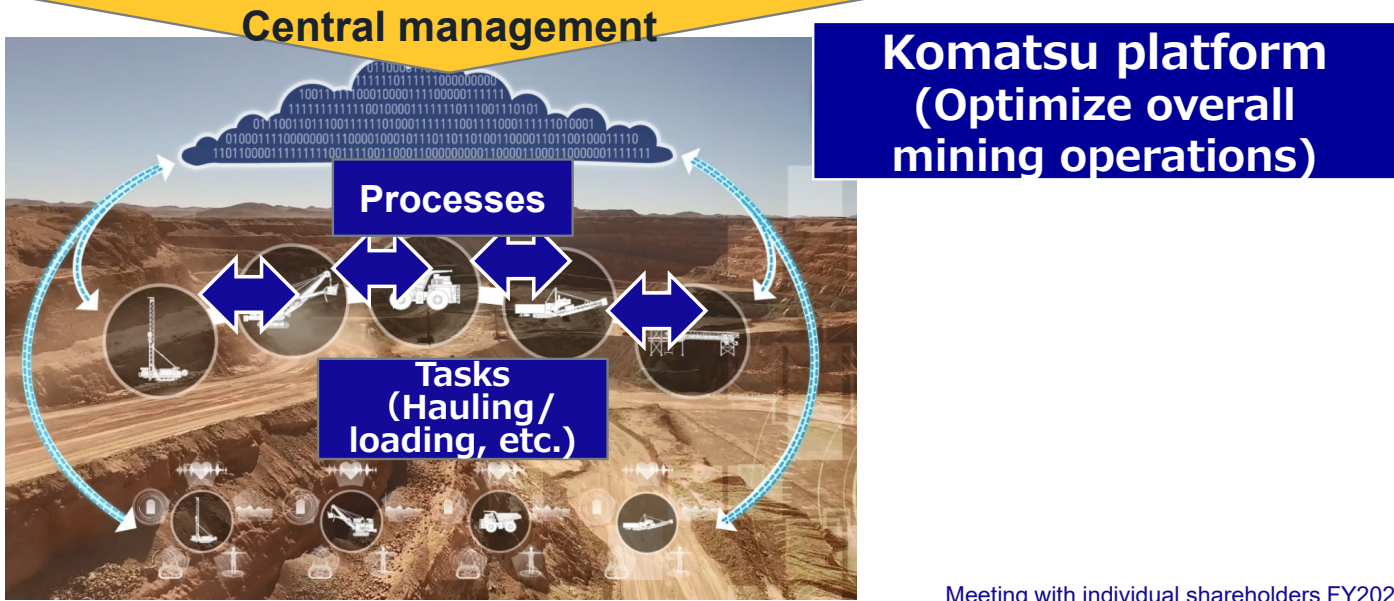 Central management
Komatsu platform
(Optimize overall
mining operations)
Processes
Tasks
(Hauling/
loading, etc.)
Meeting with individual shareholders FY202